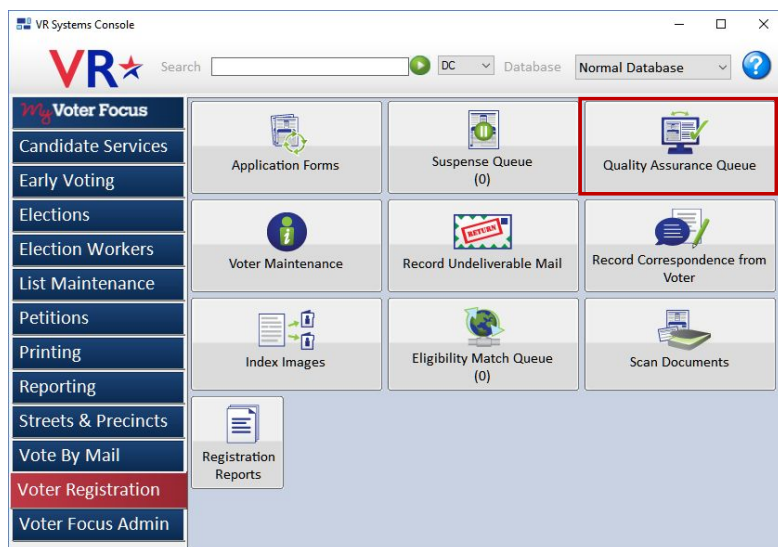 VR Systems Console
VR
Search
DC
Database
Normal Database
?
My Voter Focus
Candidate Services
Early Voting
Elections
Election Workers
List Maintenance
Petitions
Printing
Reporting
Streets & Precincts
Vote By Mail
Voter Registration
Voter Focus Admin
Application Forms
Suspense Queue
(0)
Quality Assurance Queue
i
Voter Maintenance
RETURN
Record Undeliverable Mail
Record Correspondence from
Voter
Index Images
Eligibility Match Queue
(0)
Scan Documents
Registration
Reports